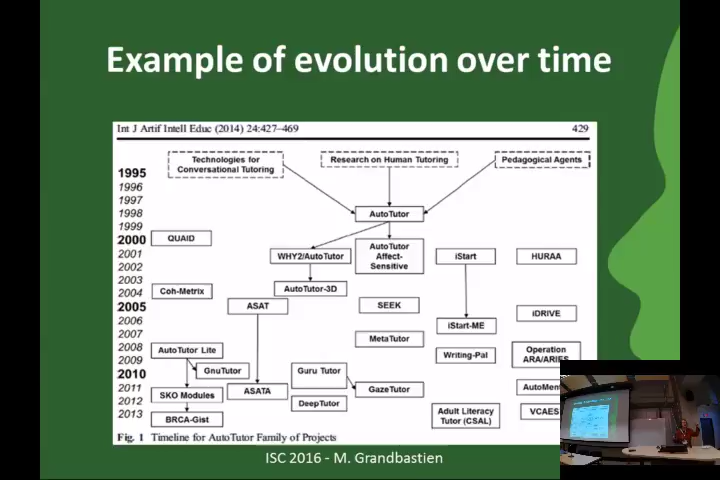 Example of evolution over time
Int J Artif Intell Educ (2014) 24:427–469
429
Technologies for
Conversational Tutoring
Research on Human Tutoring
Pedagogical Agents
1995
1996
1997
1998
AutoTutor
1999
2000
QUAID
AutoTutor
Affect-
Sensitive
2001
WHY2/AutoTutor
iStart
HURAA
2002
2003
2004
Coh-Metrix
AutoTutor-3D
2005
ASAT
SEEK
2006
iDRIVE
iStart-ME
2007
MetaTutor
2008
AutoTutor Lite
Writing-Pal
Operation
ARA/ARIES
2009
2010
GnuTutor
Guru Tutor
2011
SKO Modules
ASATA
GazeTutor
2012
DeepTutor
2013
BRCA-Gist
Adult Literacy
Tutor (CSAL)
VCAES
Fig. 1 Timeline for AutoTutor Family of Projects
ISC 2016 - M. Grandbastien